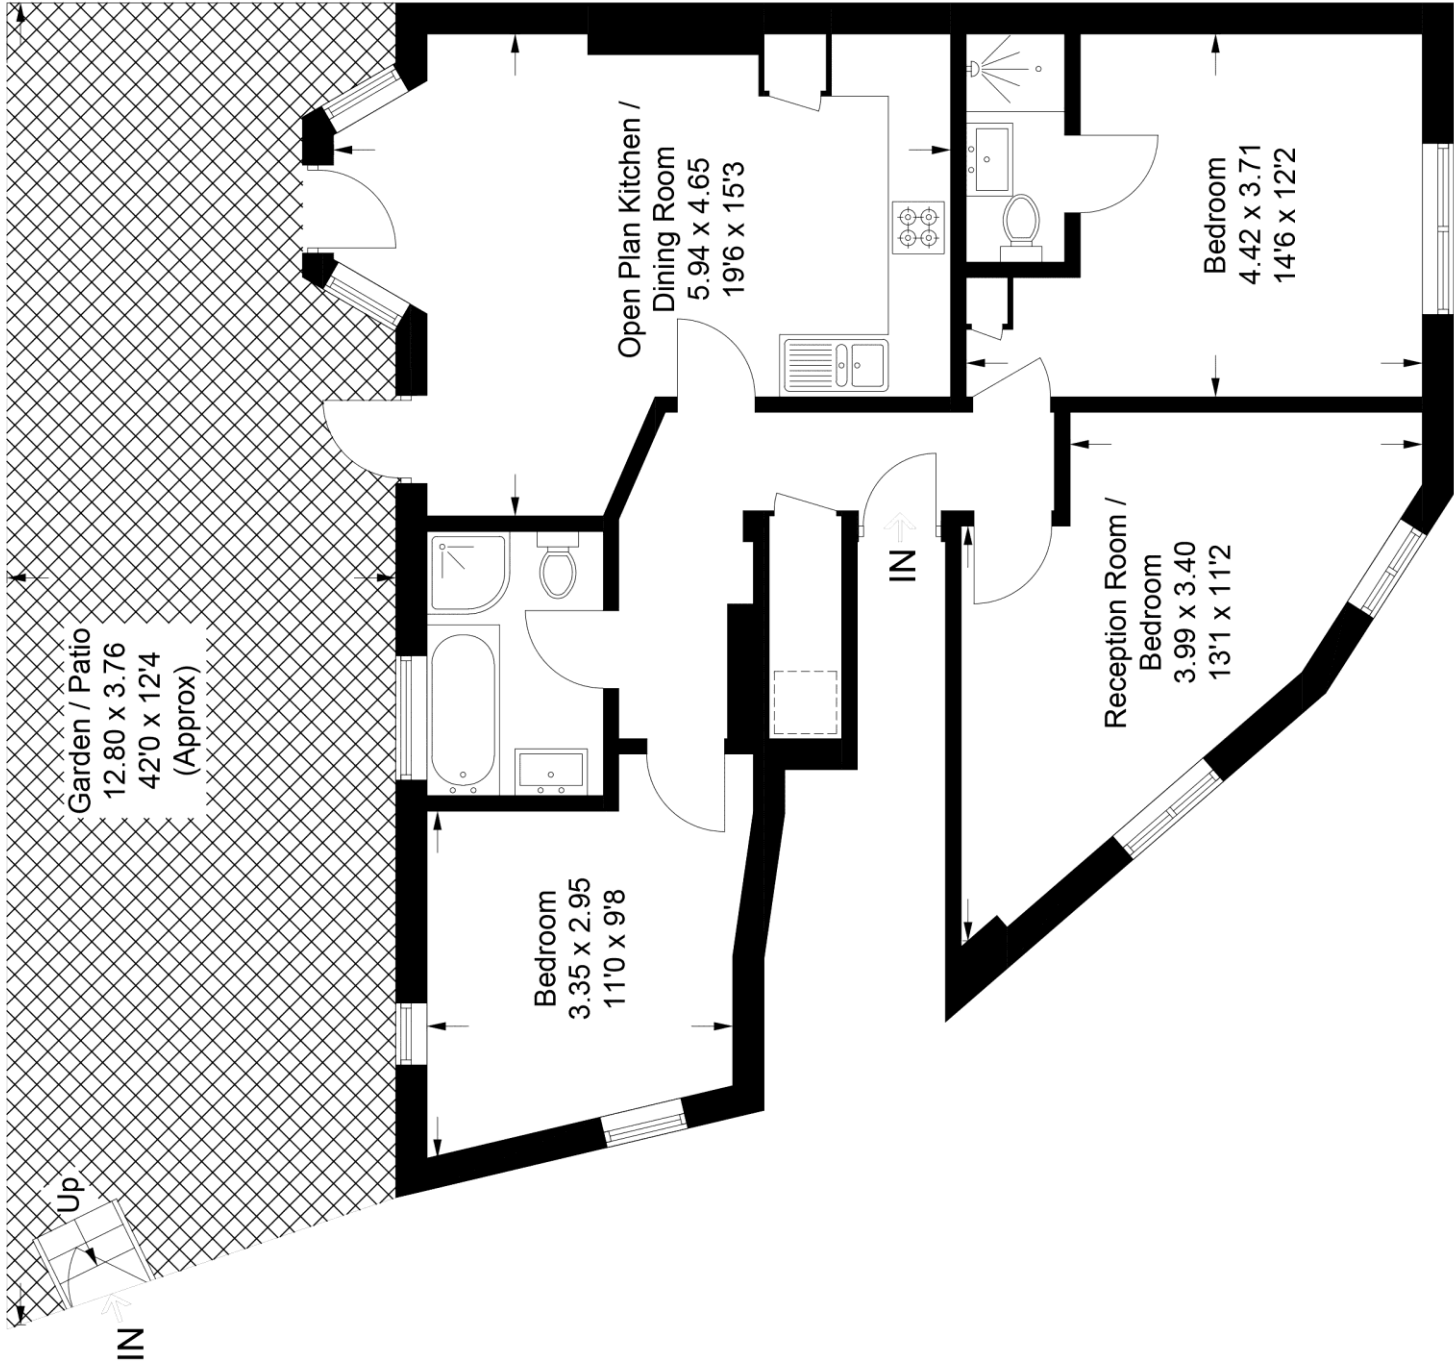 Garden / Patio
12.80 x 3.76
42'0 x 12'4
(Approx)
Up
IN
Open Plan Kitchen /
Dining Room
5.94 x 4.65
19'6 x 15'3
Bedroom
3.35 x 2.95
11'0 x 9'8
IN
Bedroom
4.42 x 3.71
14'6 x 12'2
Reception Room /
Bedroom
3.99 x 3.40
13'1 x 11'2